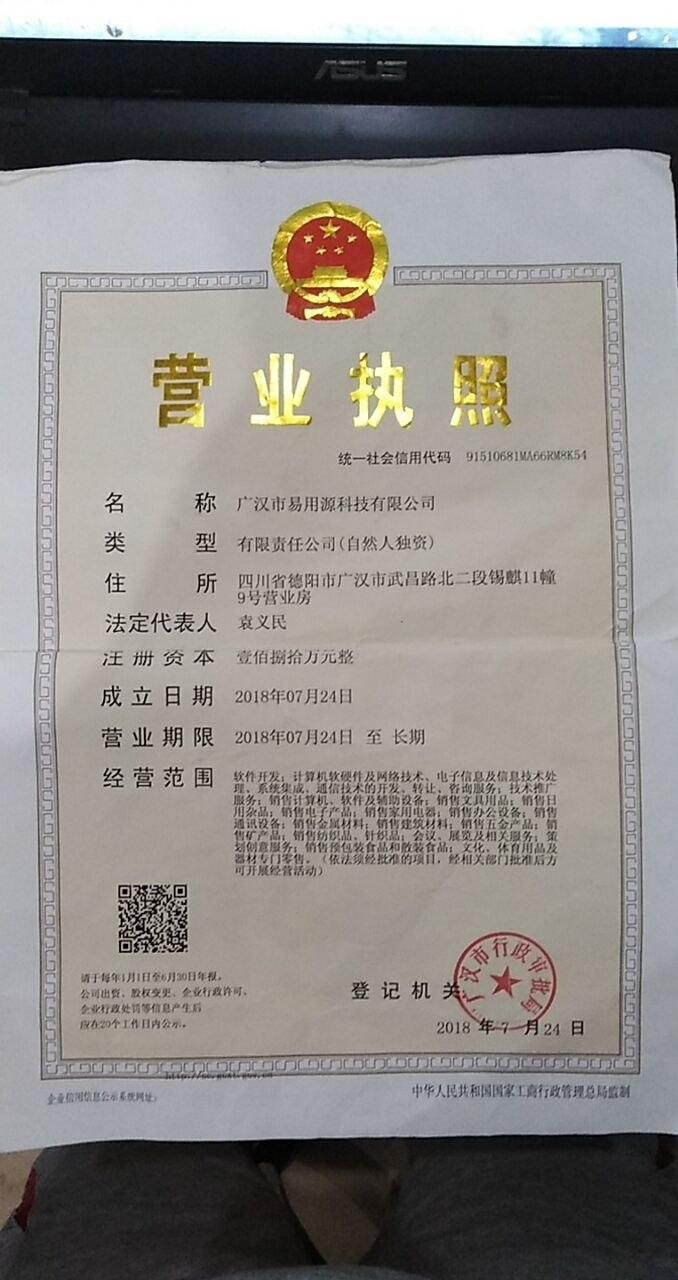 ASUS
营业执照
统一社会信用代码 91510681MA66RM8K54
名称 广汉市易用源科技有限公司
类型 有限责任公司(自然人独资)
住所 四川省德阳市广汉市武昌路北二段锡麒11幢
9号营业房
法定代表人 袁义民
注册资本 壹佰捌拾万元整
成立日期 2018年07月24日
营业期限 2018年07月24日 至 长期
经营范围 软件开发；计算机软硬件及网络技术、电子信息及信息技术处
理、系统集成、通信技术的开发、转让、咨询服务；技术推广
服务；销售计算机、软件及辅助设备；销售文具用品；销售日
用杂品；销售电子产品；销售家用电器；销售办公设备；销售
通讯设备；销售金属材料；销售建筑材料；销售五金产品；销
售矿产品；销售纺织品、针织品；会议、展览及相关服务；策
划创意服务；销售预包装食品和散装食品；文化、体育用品及
器材专门零售。（依法须经批准的项目，经相关部门批准后方
可开展经营活动）
请于每年1月1日至6月30日年报。
公司出资、股权变更、企业行政许可、
企业行政处罚等信息产生后
应在20个工作日内公示。
登记机关
广汉市行政审批局
2018 年 7 月 24 日
企业信用信息公示系统网址：
中华人民共和国国家工商行政管理总局监制